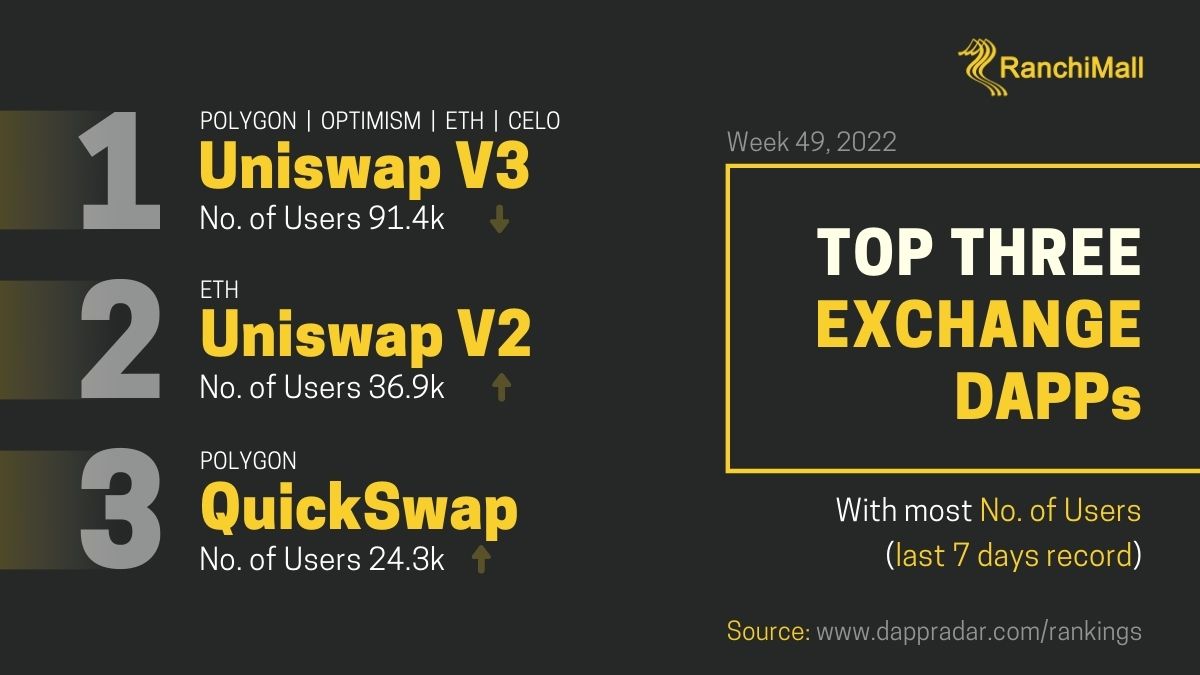 RanchiMall
1
POLYGON | OPTIMISM | ETH | CELO
Uniswap V3
No. of Users 91.4k
2
ETH
Uniswap V2
No. of Users 36.9k
3
POLYGON
QuickSwap
No. of Users 24.3k
Week 49, 2022
TOP THREE
EXCHANGE
DAPPs
With most No. of Users
(last 7 days record)
Source: www.dappradar.com/rankings